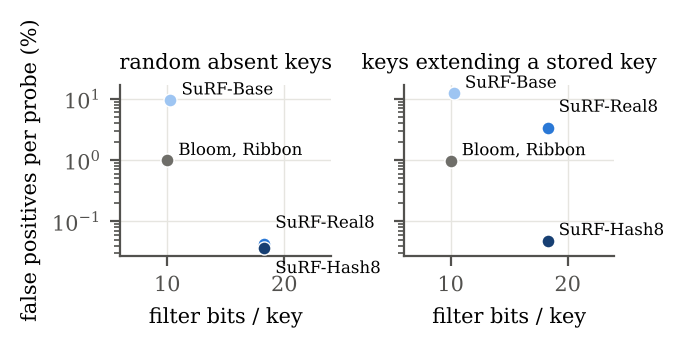 false positives per probe (%)
random absent keys
10¹
10⁰
10⁻¹
SuRF-Base
Bloom, Ribbon
SuRF-Real8
SuRF-Hash8
10
20
filter bits / key
keys extending a stored key
SuRF-Base
SuRF-Real8
Bloom, Ribbon
SuRF-Hash8
10
20
filter bits / key